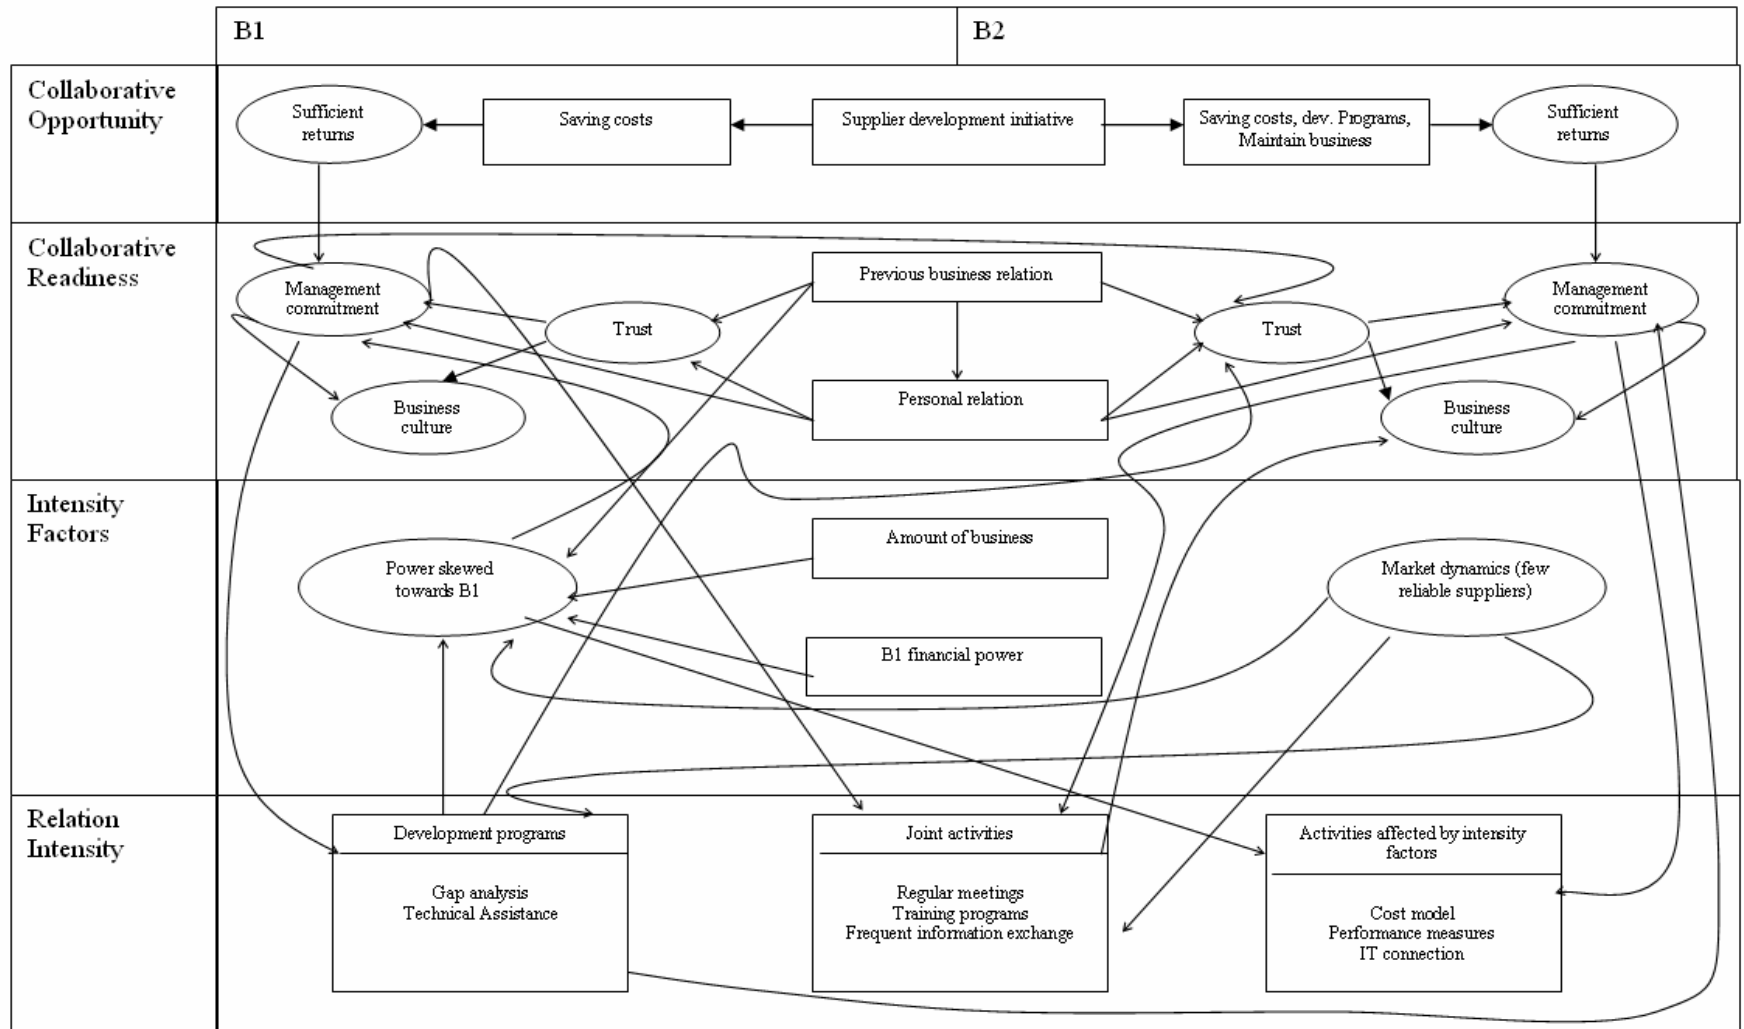 B1
B2
Collaborative
Opportunity
Sufficient
returns
Saving costs
Supplier development initiative
Saving costs, dev. Programs,
Maintain business
Sufficient
returns
Collaborative
Readiness
Management
commitment
Trust
Previous business relation
Trust
Management
commitment
Business
culture
Personal relation
Business
culture
Intensity
Factors
Power skewed
towards B1
Amount of business
Market dynamics (few
reliable suppliers)
B1 financial power
Relation
Intensity
Development programs
Gap analysis
Technical Assistance
Joint activities
Regular meetings
Training programs
Frequent information exchange
Activities affected by intensity
factors
Cost model
Performance measures
IT connection